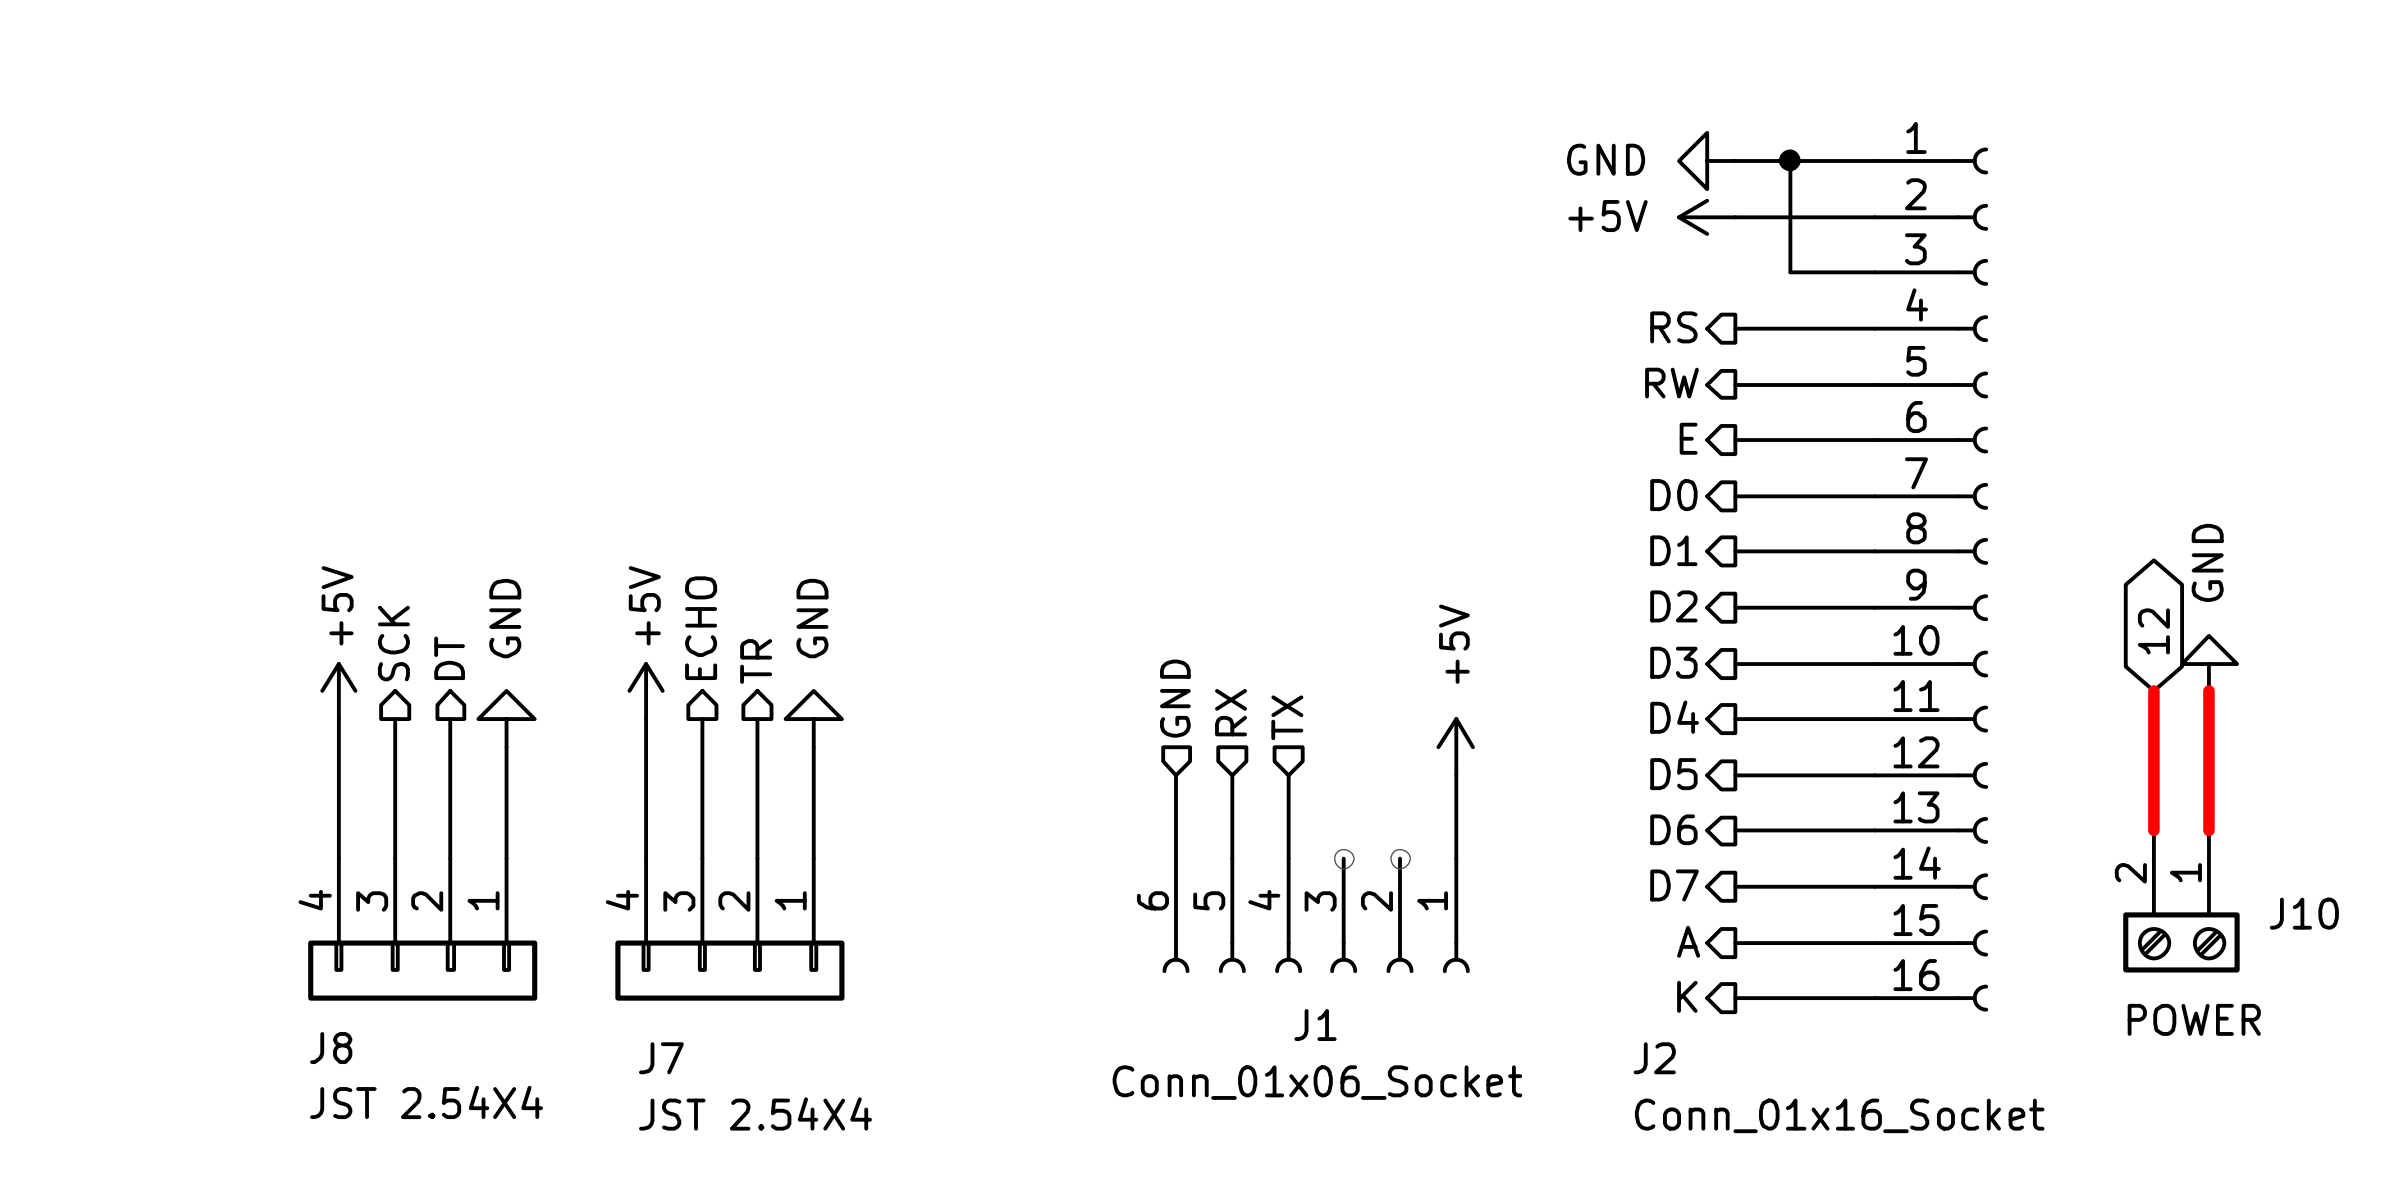 +5V
SCK
DT
GND
4
3
2
1
J8
JST 2.54X4
+5V
ECHO
TR
GND
4
3
2
1
J7
JST 2.54X4
GND
RX
TX
+5V
6
5
4
3
2
1
J1
Conn_01x06_Socket
GND 1
+5V 2
3
RS 4
RW 5
E 6
D0 7
D1 8
D2 9
D3 10
D4 11
D5 12
D6 13
D7 14
A 15
K 16
J2
Conn_01x16_Socket
12
GND
2
1
J10
POWER